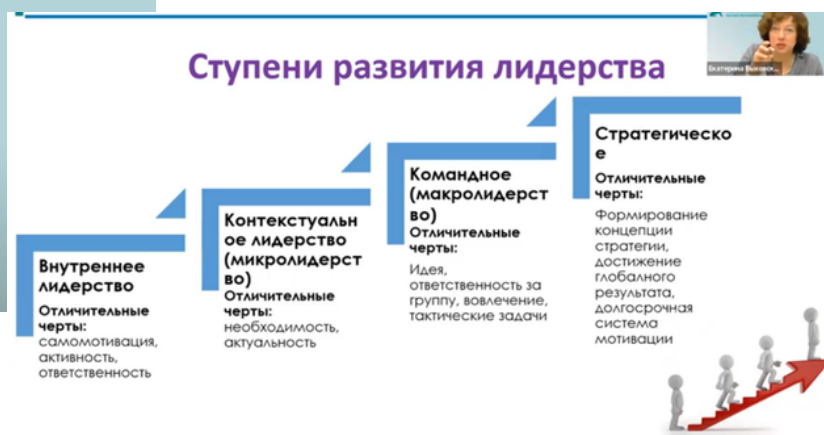 Ступени развития лидерства
Екатерина
Внутреннее
лидерство
Отличительные
черты:
самомотивация,
активность,
ответственность
Контекстуальн
ое лидерство
(микролидерст
во)
Отличительные
черты:
необходимость,
актуальность
Командное
(макролидерст
во)
Отличительные
черты:
Идея,
ответственность за
группу, вовлечение,
тактические задачи
Стратегическо
е
Отличительные
черты:
Формирование
концепции
стратегии,
достижение
глобального
результата,
долгосрочная
система
мотивации